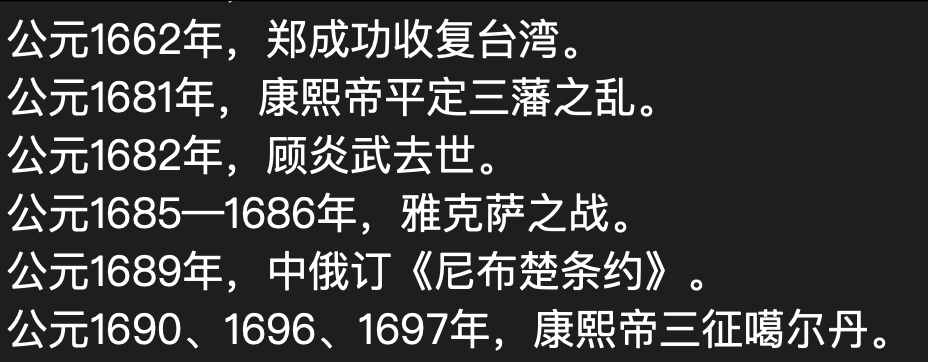 公元1662年，郑成功收复台湾。
公元1681年，康熙帝平定三藩之乱。
公元1682年，顾炎武去世。
公元1685—1686年，雅克萨之战。
公元1689年，中俄订《尼布楚条约》。
公元1690、1696、1697年，康熙帝三征噶尔丹。